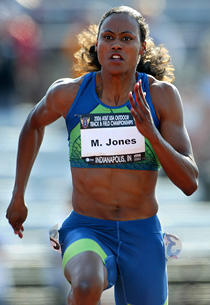 2006 AT&T USA OUTDOOR
TRACK & FIELD CHAMPIONSHIPS
M. Jones
INDIANAPOLIS, IN